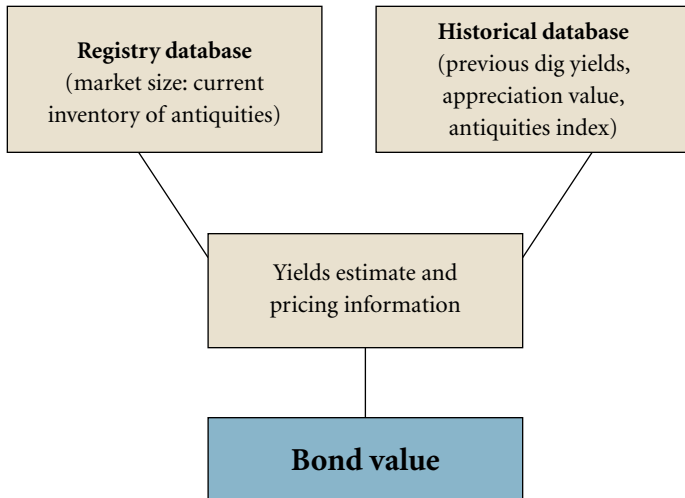 Registry database
(market size: current
inventory of antiquities)
Historical database
(previous dig yields,
appreciation value,
antiquities index)
Yields estimate and
pricing information
Bond value